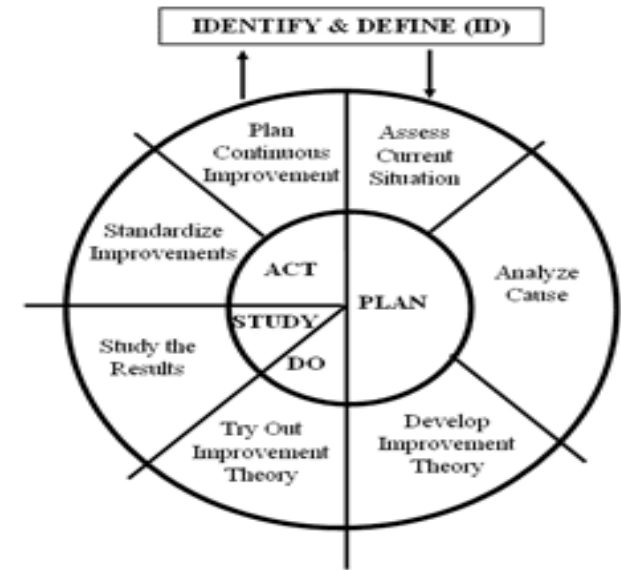 IDENTIFY & DEFINE (ID)
Plan
Continuous
Improvement
Assess
Current
Situation
Standardize
Improvements
ACT
PLAN
Analyze
Cause
STUDY
DO
Study the
Results
Try Out
Improvement
Theory
Develop
Improvement
Theory